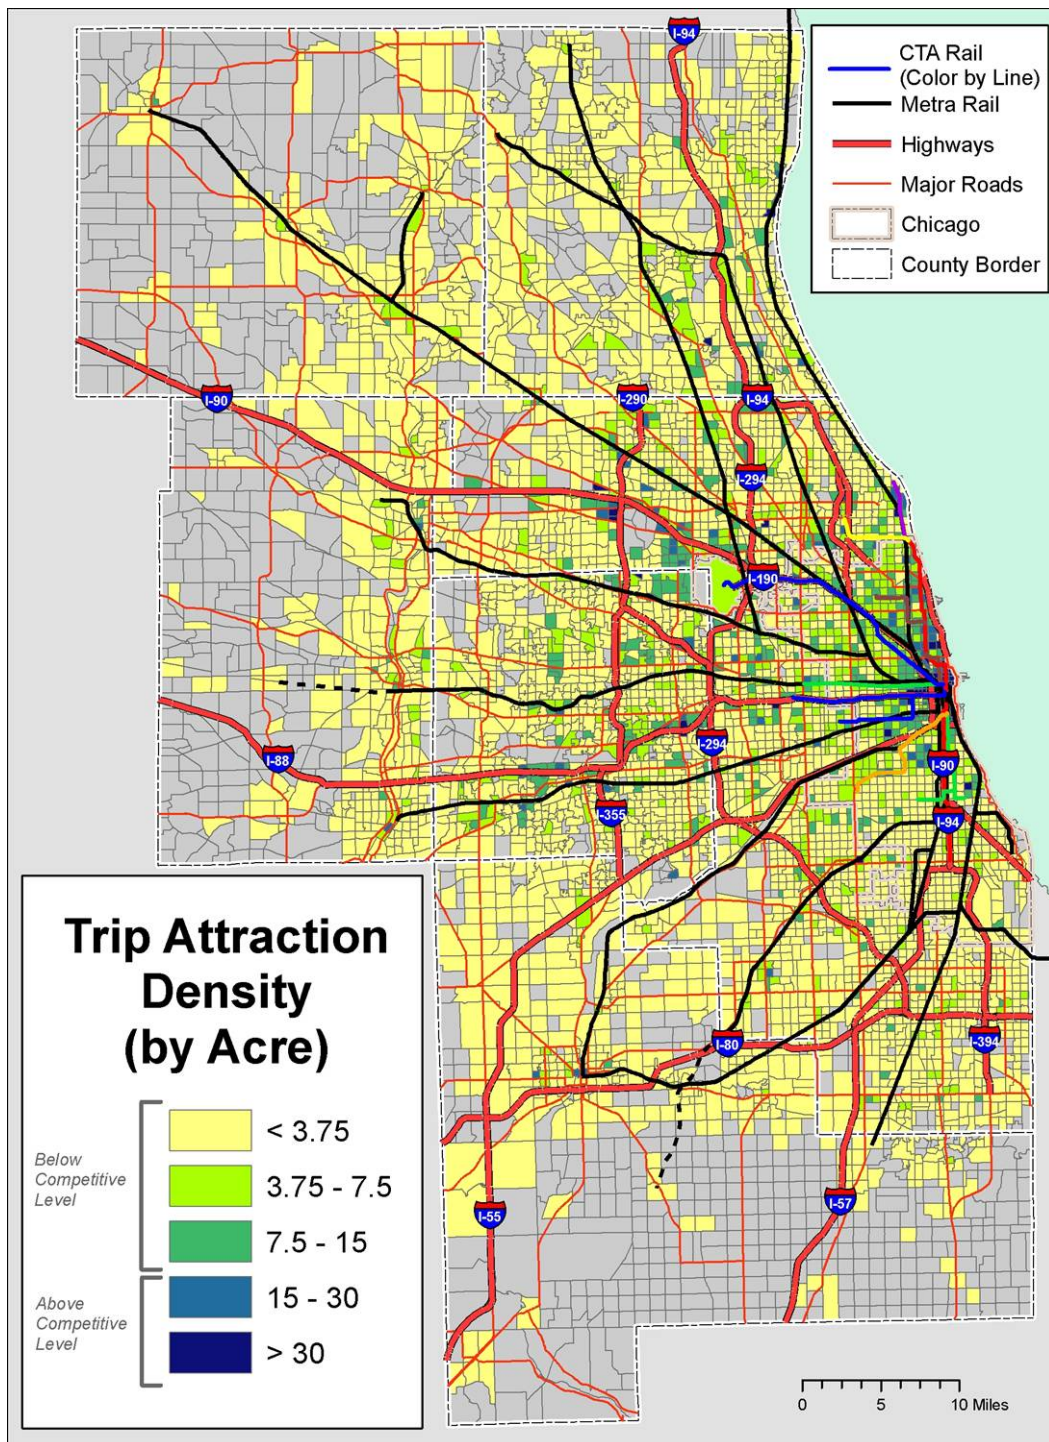 I-94
CTA Rail
(Color by Line)
Metra Rail
Highways
Major Roads
Chicago
County Border
I-90
I-290
I-94
I-294
I-190
I-88
I-294
I-90
I-355
I-94
I-80
I-394
I-55
I-57
Trip Attraction
Density
(by Acre)
Below
Competitive
Level
< 3.75
3.75 - 7.5
7.5 - 15
Above
Competitive
Level
15 - 30
> 30
0 5 10 Miles